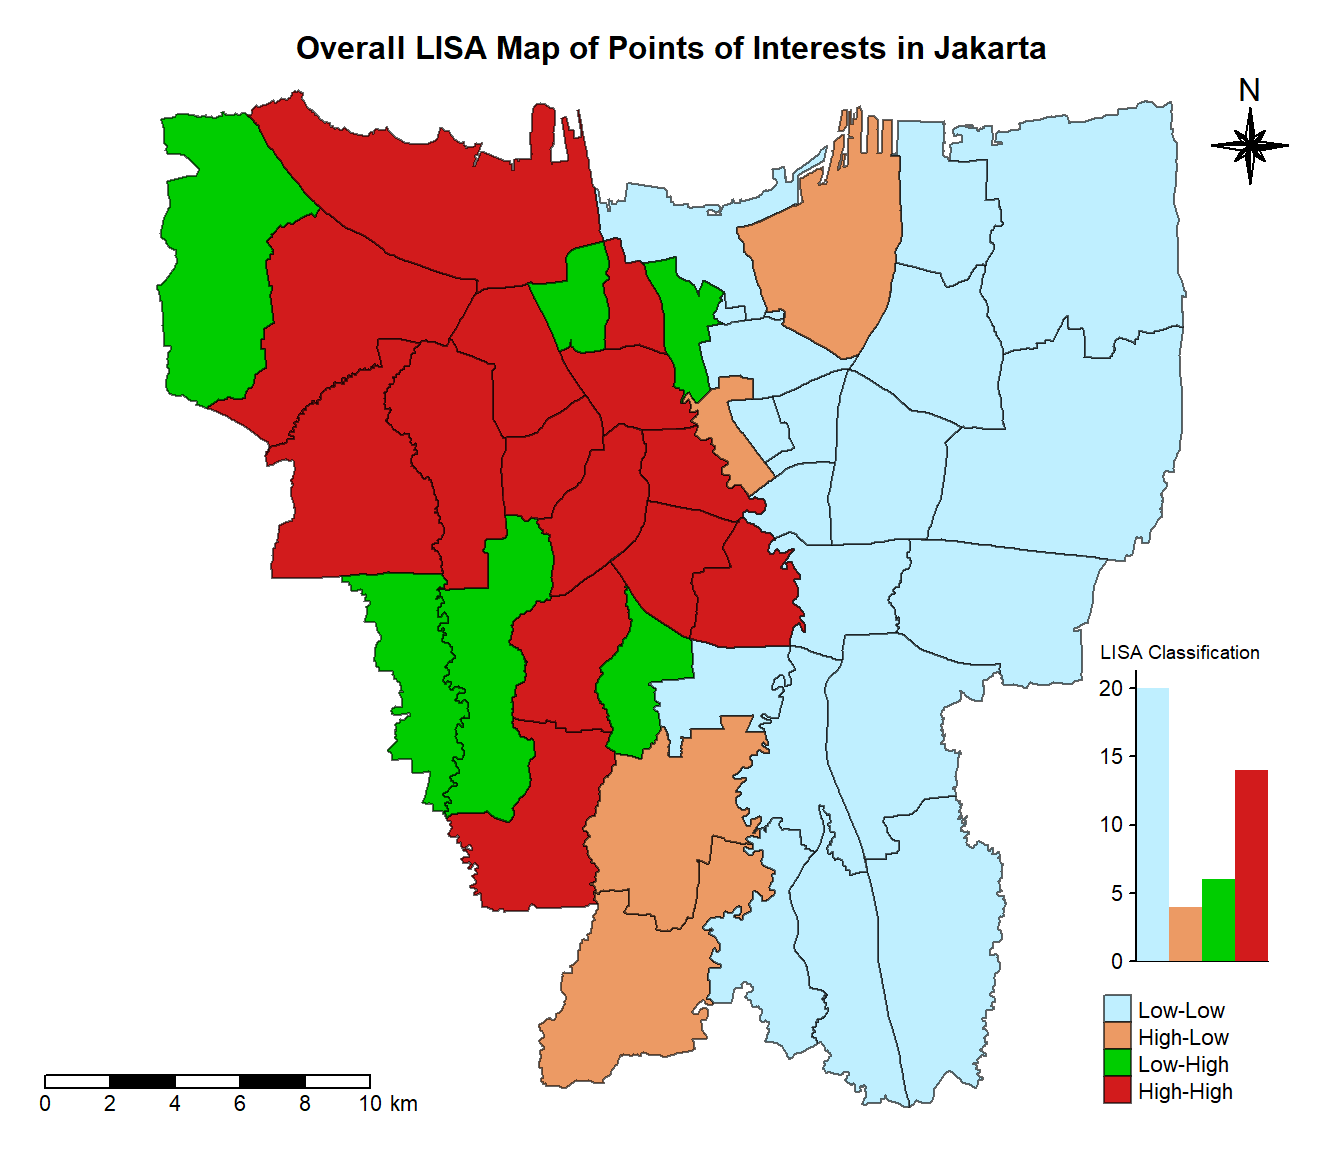 Overall LISA Map of Points of Interests in Jakarta
N
LISA Classification
20
15
10
5
0
Low-Low
High-Low
Low-High
High-High
0 2 4 6 8 10 km